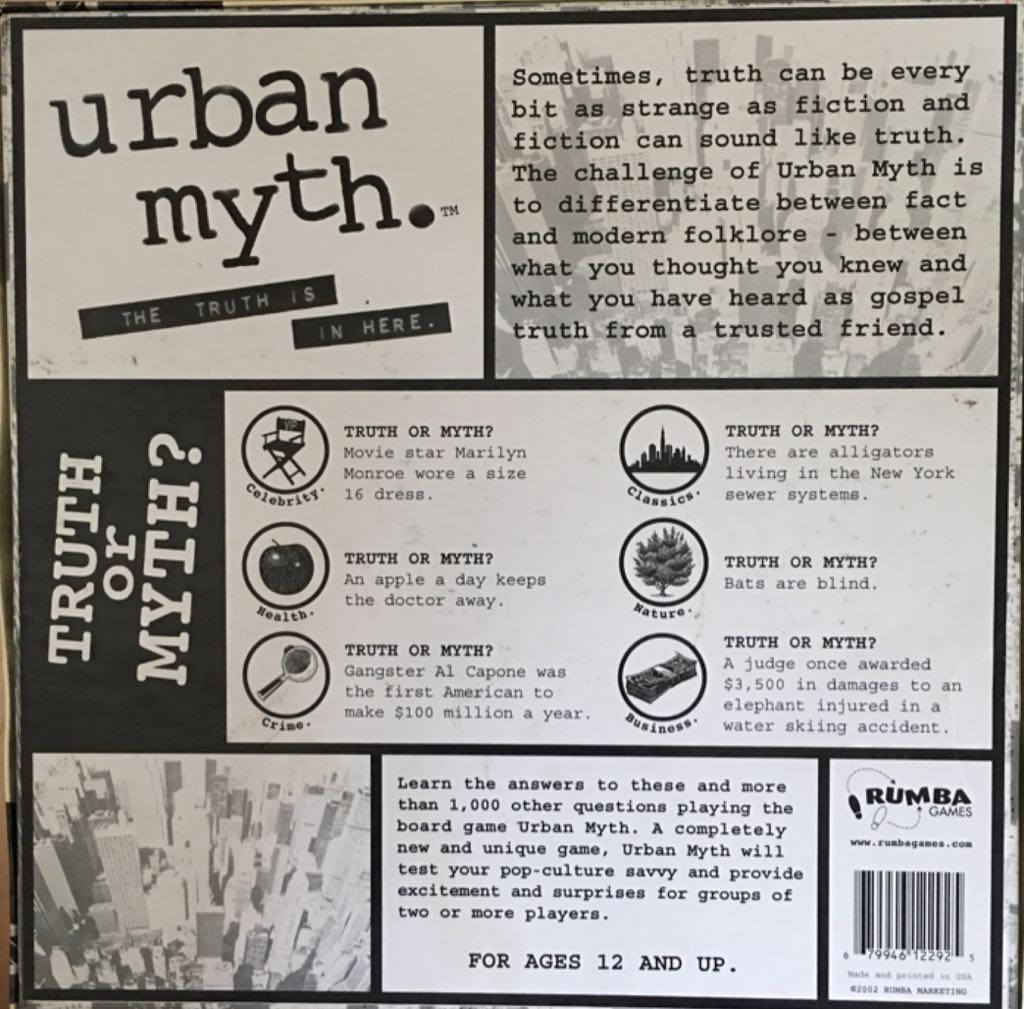 urban
myth.™
THE TRUTH IS
IN HERE.
Sometimes, truth can be every
bit as strange as fiction and
fiction can sound like truth.
The challenge of Urban Myth is
to differentiate between fact
and modern folklore - between
what you thought you knew and
what you have heard as gospel
truth from a trusted friend.
TRUTH
or
MYTH?
VIP
Celebrity.
TRUTH OR MYTH?
Movie star Marilyn
Monroe wore a size
16 dress.
Classics.
TRUTH OR MYTH?
There are alligators
living in the New York
sewer systems.
Health.
TRUTH OR MYTH?
An apple a day keeps
the doctor away.
Nature.
TRUTH OR MYTH?
Bats are blind.
Crime.
TRUTH OR MYTH?
Gangster Al Capone was
the first American to
make $100 million a year.
Business.
TRUTH OR MYTH?
A judge once awarded
$3,500 in damages to an
elephant injured in a
water skiing accident.
Learn the answers to these and more
than 1,000 other questions playing the
board game Urban Myth. A completely
new and unique game, Urban Myth will
test your pop-culture savvy and provide
excitement and surprises for groups of
two or more players.
FOR AGES 12 AND UP.
RUMBA
GAMES
www.rumbagames.com
6 79946 12292 5
Made and printed in USA
©2002 RUMBA MARKETING